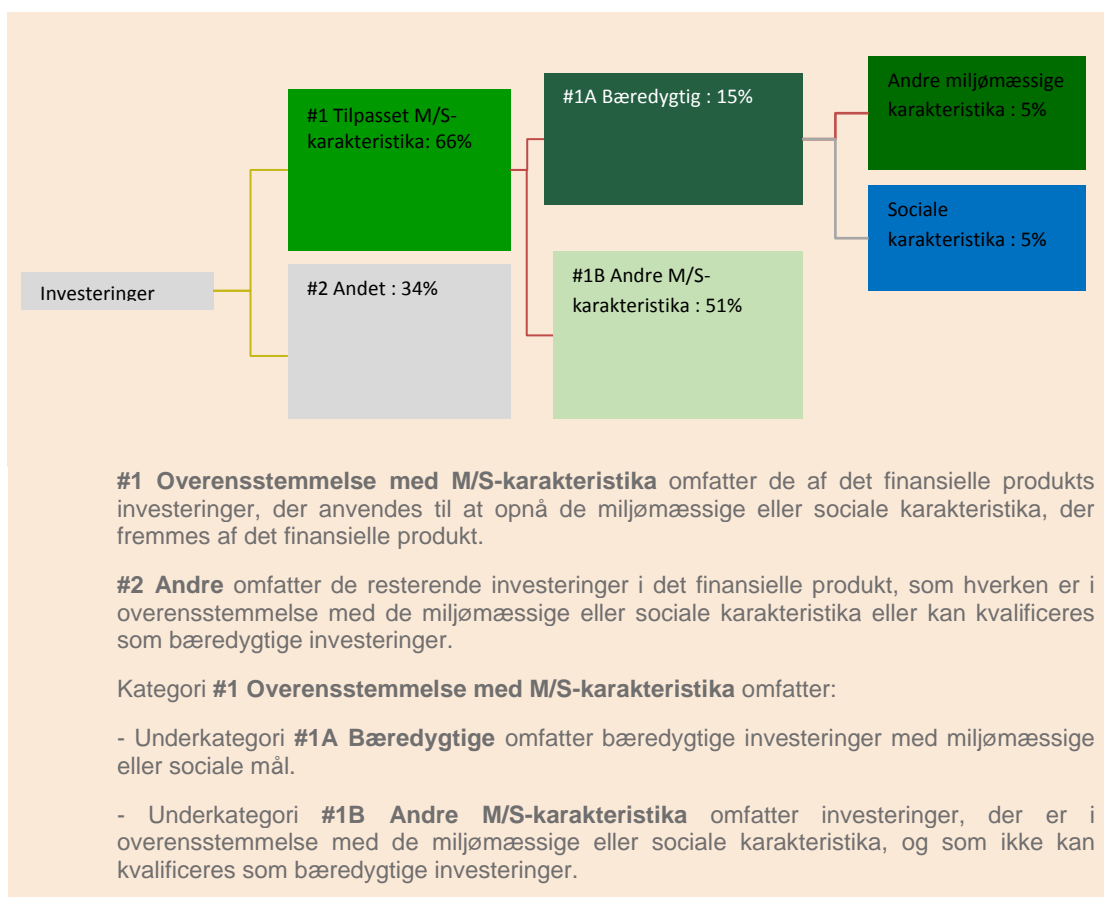 Investeringer
#1 Tilpasset M/S-
karakteristika: 66%
#2 Andet : 34%
#1A Bæredygtig : 15%
#1B Andre M/S-
karakteristika : 51%
Andre miljømæssige
karakteristika : 5%
Sociale
karakteristika : 5%
#1 Overensstemmelse med M/S-karakteristika omfatter de af det finansielle produkts
investeringer, der anvendes til at opnå de miljømæssige eller sociale karakteristika, der
fremmes af det finansielle produkt.
#2 Andre omfatter de resterende investeringer i det finansielle produkt, som hverken er i
overensstemmelse med de miljømæssige eller sociale karakteristika eller kan kvalificeres
som bæredygtige investeringer.
Kategori #1 Overensstemmelse med M/S-karakteristika omfatter:
- Underkategori #1A Bæredygtige omfatter bæredygtige investeringer med miljømæssige
eller sociale mål.
- Underkategori #1B Andre M/S-karakteristika omfatter investeringer, der er i
overensstemmelse med de miljømæssige eller sociale karakteristika, og som ikke kan
kvalificeres som bæredygtige investeringer.